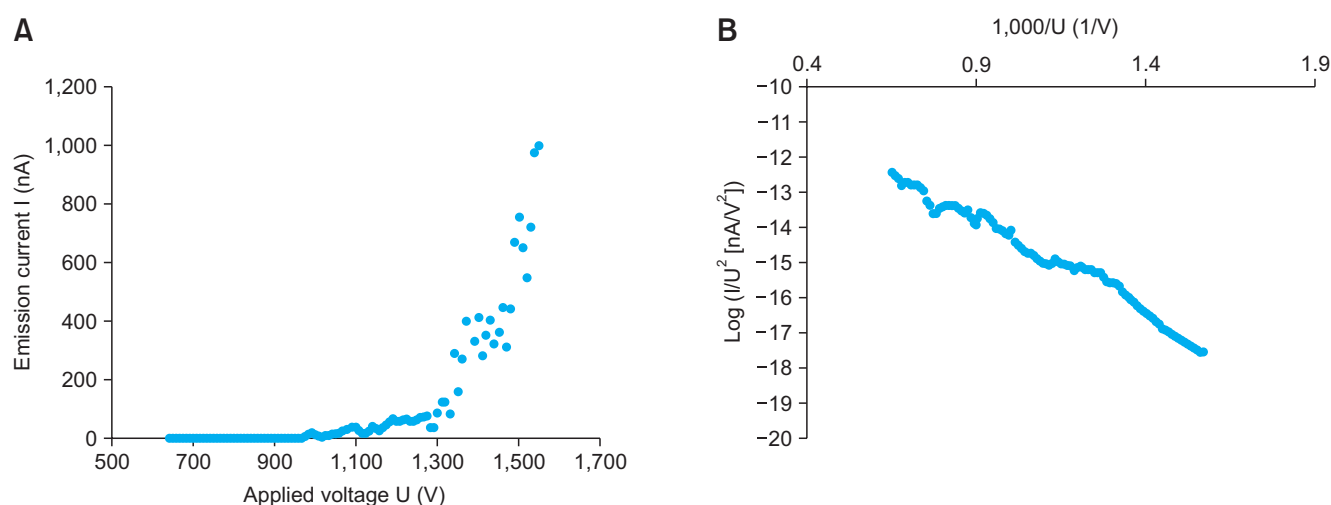 A
1,200
1,000
800
600
400
200
0
Emission current I (nA)
500 700 900 1,100 1,300 1,500 1,700
Applied voltage U (V)
B
1,000/U (1/V)
0.4 0.9 1.4 1.9
−10
−11
−12
−13
−14
−15
−16
−17
−18
−19
−20
Log (I/U² [nA/V²])